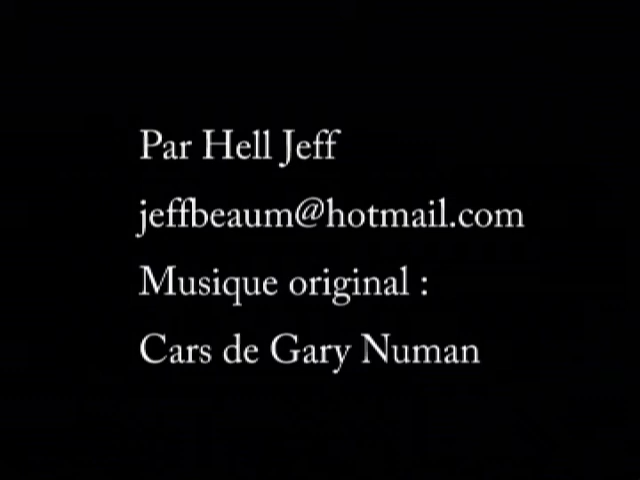 Par Hell Jeff
jeffbeaum@hotmail.com
Musique original :
Cars de Gary Numan